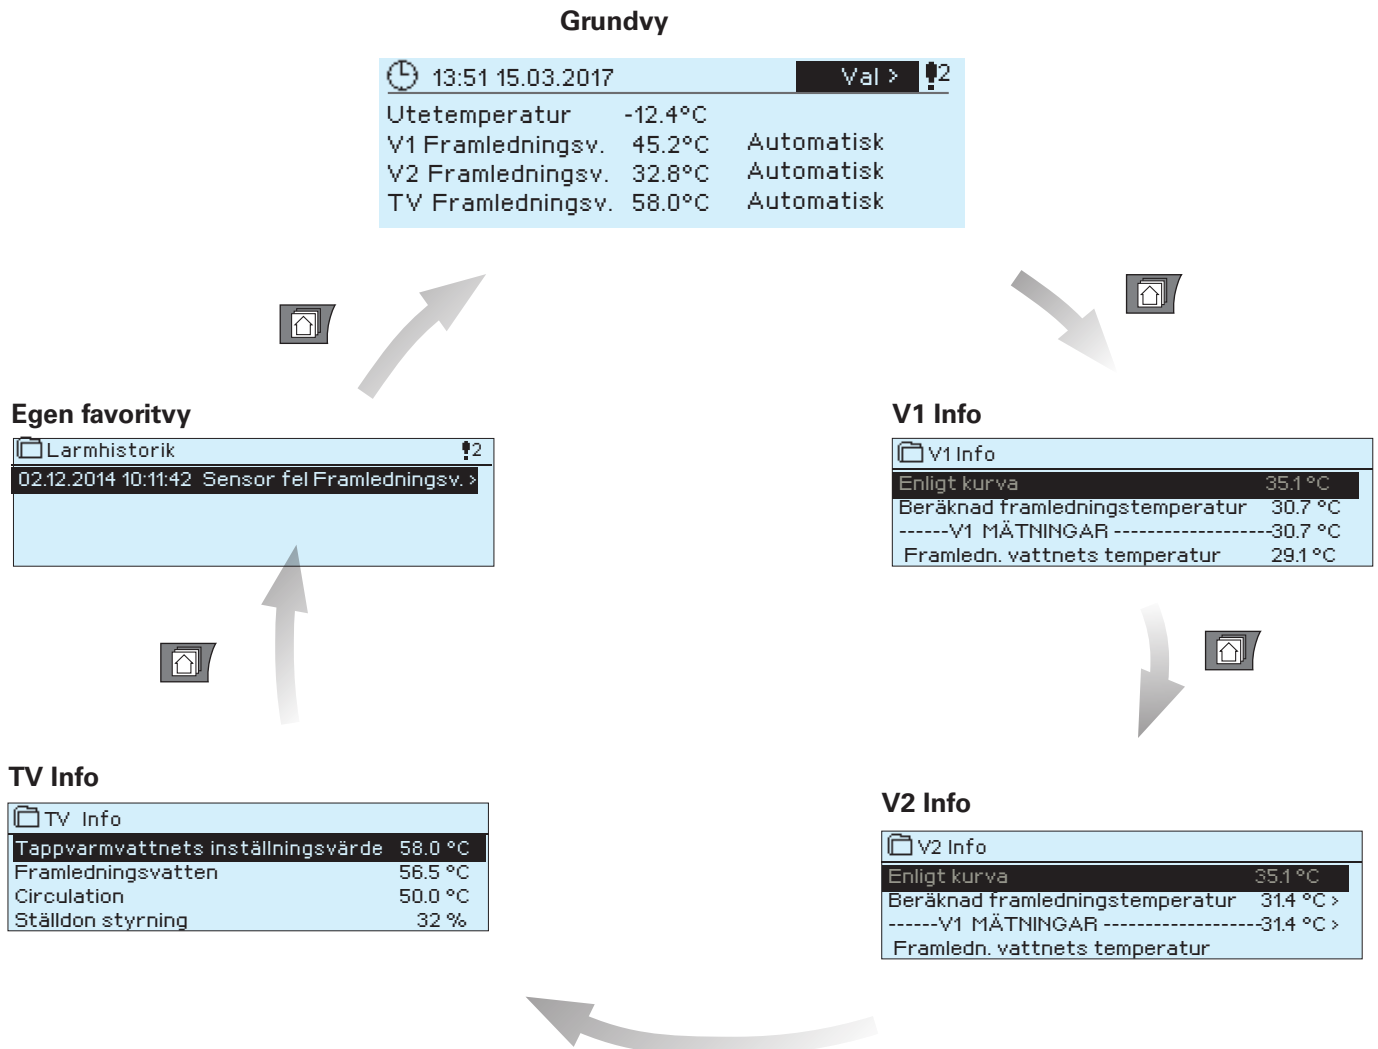 Grundvy
13:51 15.03.2017 Val > 2
Utetemperatur -12.4°C
V1 Framledningsv. 45.2°C Automatisk
V2 Framledningsv. 32.8°C Automatisk
TV Framledningsv. 58.0°C Automatisk
Egen favoritvy
Larmhistorik 2
02.12.2014 10:11:42 Sensor fel Framledningsv. >
V1 Info
V1 Info
Enligt kurva 35.1 °C
Beräknad framledningstemperatur 30.7 °C
------V1 MÄTNINGAR -------------------30.7 °C
Framledn. vattnets temperatur 29.1 °C
TV Info
TV Info
Tappvarmvattnets inställningsvärde 58.0 °C
Framledningsvatten 56.5 °C
Circulation 50.0 °C
Ställdon styrning 32 %
V2 Info
V2 Info
Enligt kurva 35.1 °C
Beräknad framledningstemperatur 31.4 °C >
------V1 MÄTNINGAR -------------------31.4 °C >
Framledn. vattnets temperatur